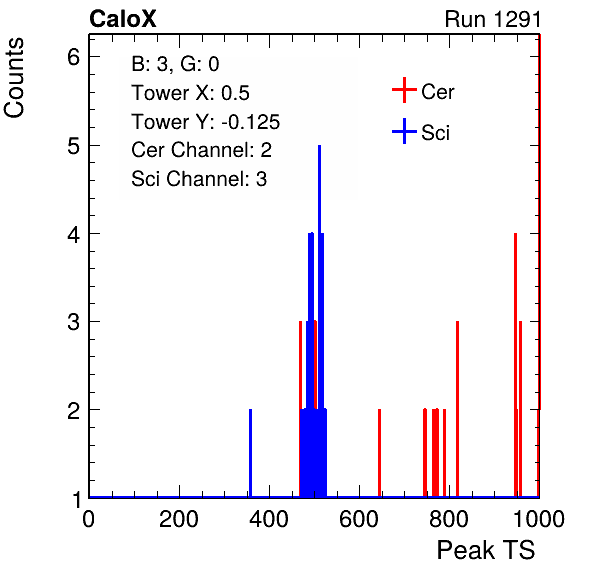 CaloX Run 1291
Counts
6
5
4
3
2
1
B: 3, G: 0
Tower X: 0.5
Tower Y: -0.125
Cer Channel: 2
Sci Channel: 3
Cer
Sci
0 200 400 600 800 1000
Peak TS